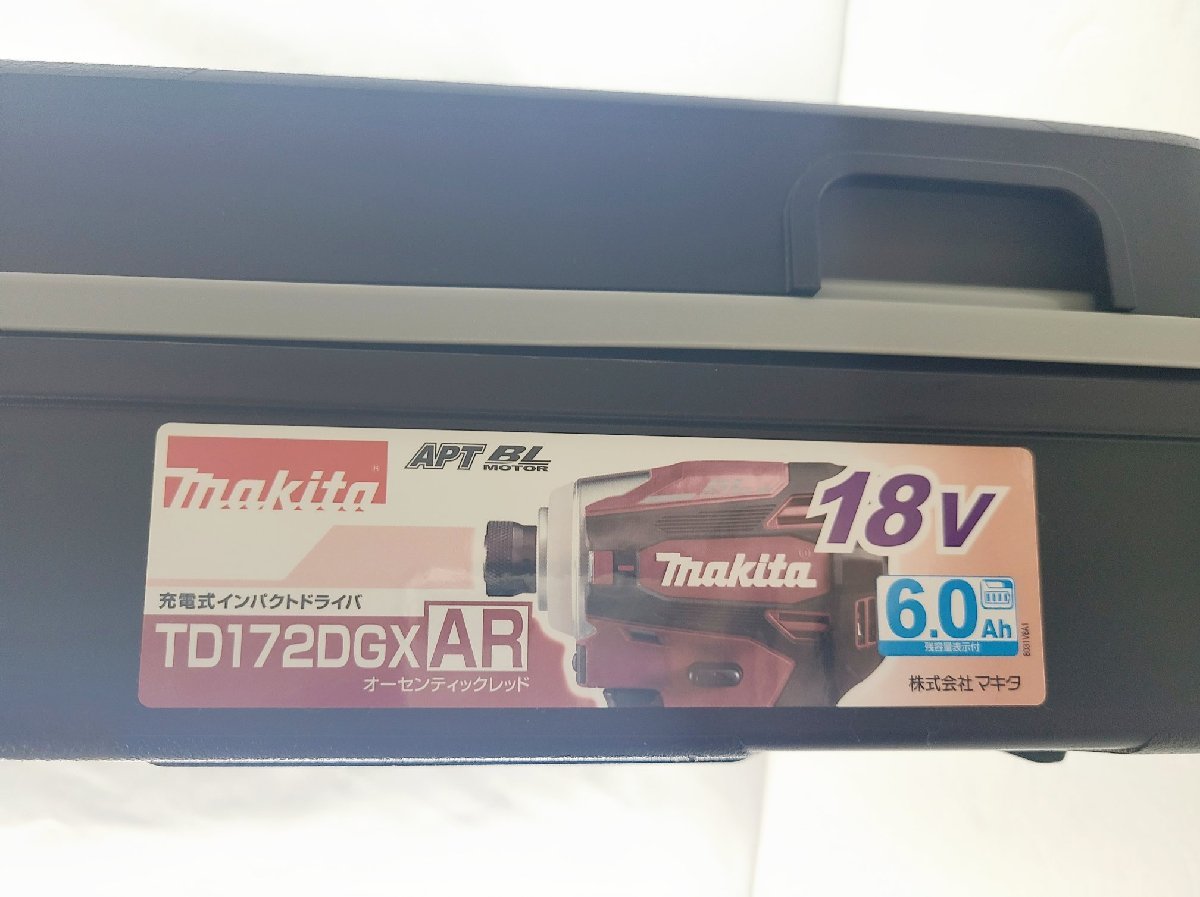 makita
APT BL
MOTOR
18V
makita
充電式インパクトドライバ
TD172DGXAR
オーセンティックレッド
6.0Ah
残容量表示付
株式会社マキタ